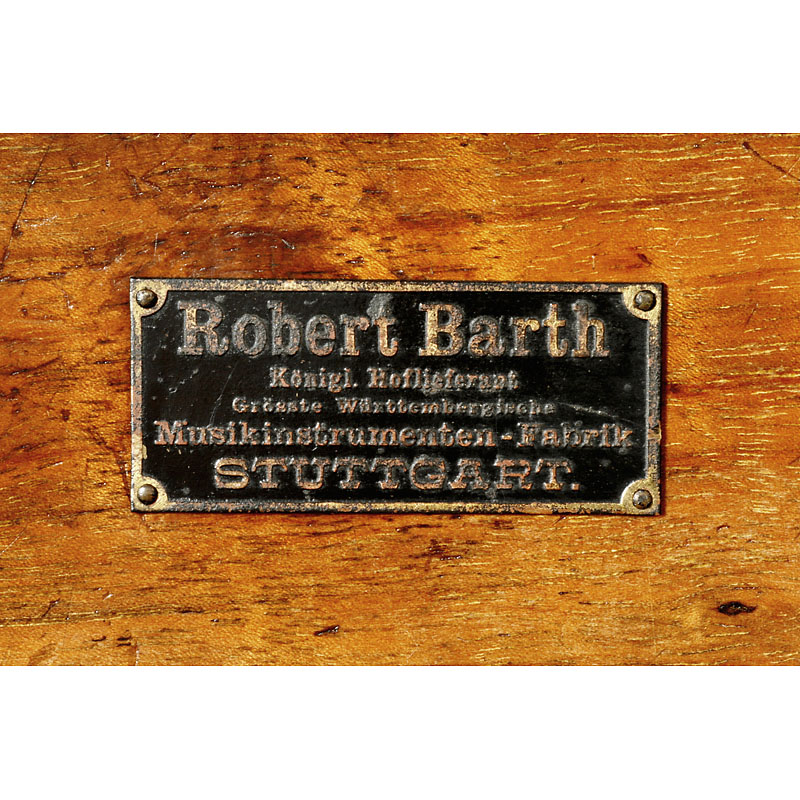 Robert Barth
Königl. Hoflieferant
Grösste Württembergische
Musikinstrumenten-Fabrik
STUTTGART.